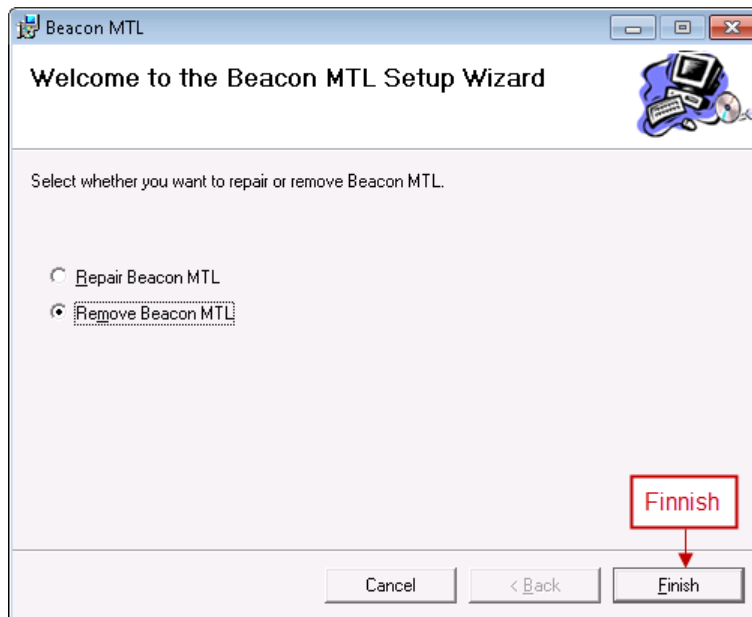 Beacon MTL
Welcome to the Beacon MTL Setup Wizard
Select whether you want to repair or remove Beacon MTL.
Repair Beacon MTL
Remove Beacon MTL
Finnish
Cancel
< Back
Finish